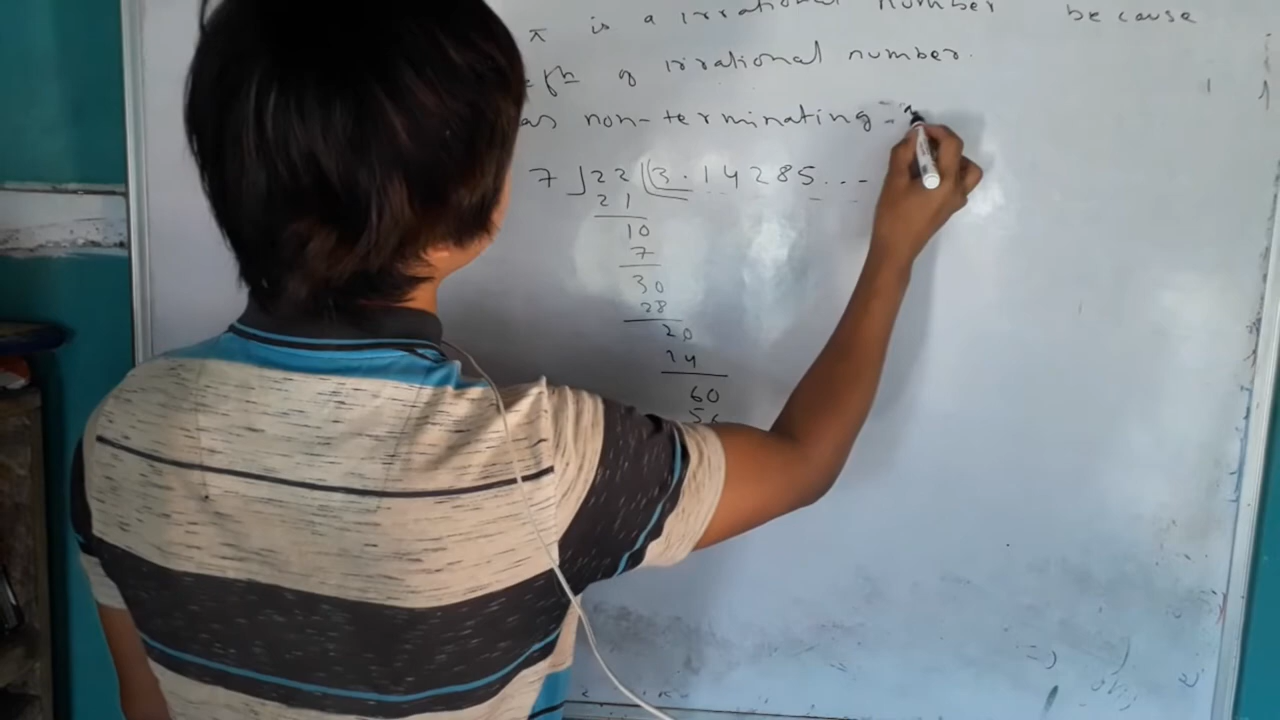 π is a irrational number because
of irrational number.
as non-terminating -
7 22 3.14285...
21
10
7
30
28
20
14
60
56